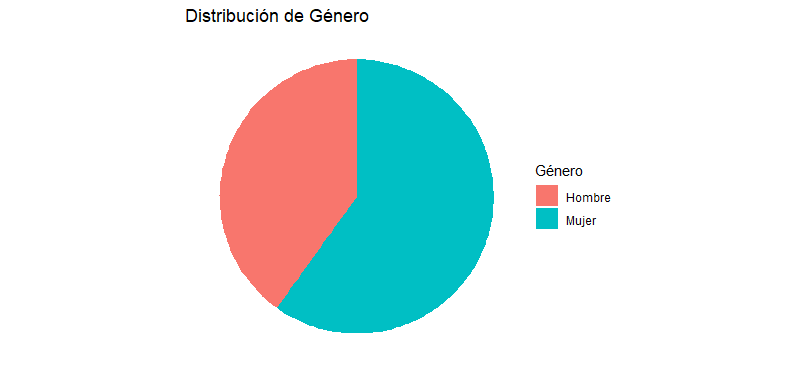 Distribución de Género
Género
Hombre
Mujer